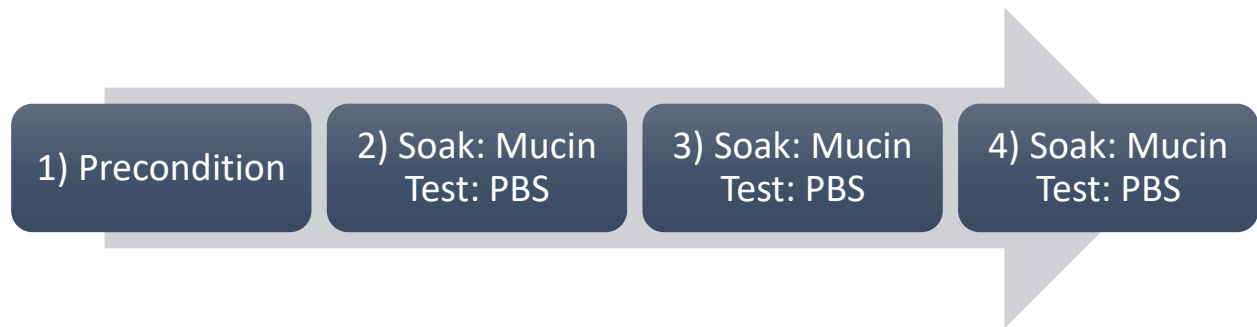 1) Precondition
2) Soak: Mucin
Test: PBS
3) Soak: Mucin
Test: PBS
4) Soak: Mucin
Test: PBS